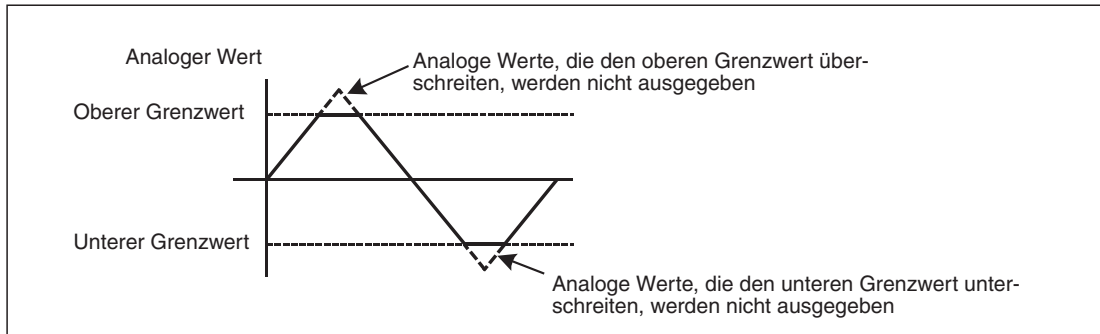 Analoger Wert
Analoge Werte, die den oberen Grenzwert über-
schreiten, werden nicht ausgegeben
Oberer Grenzwert
Unterer Grenzwert
Analoge Werte, die den unteren Grenzwert unter-
schreiten, werden nicht ausgegeben